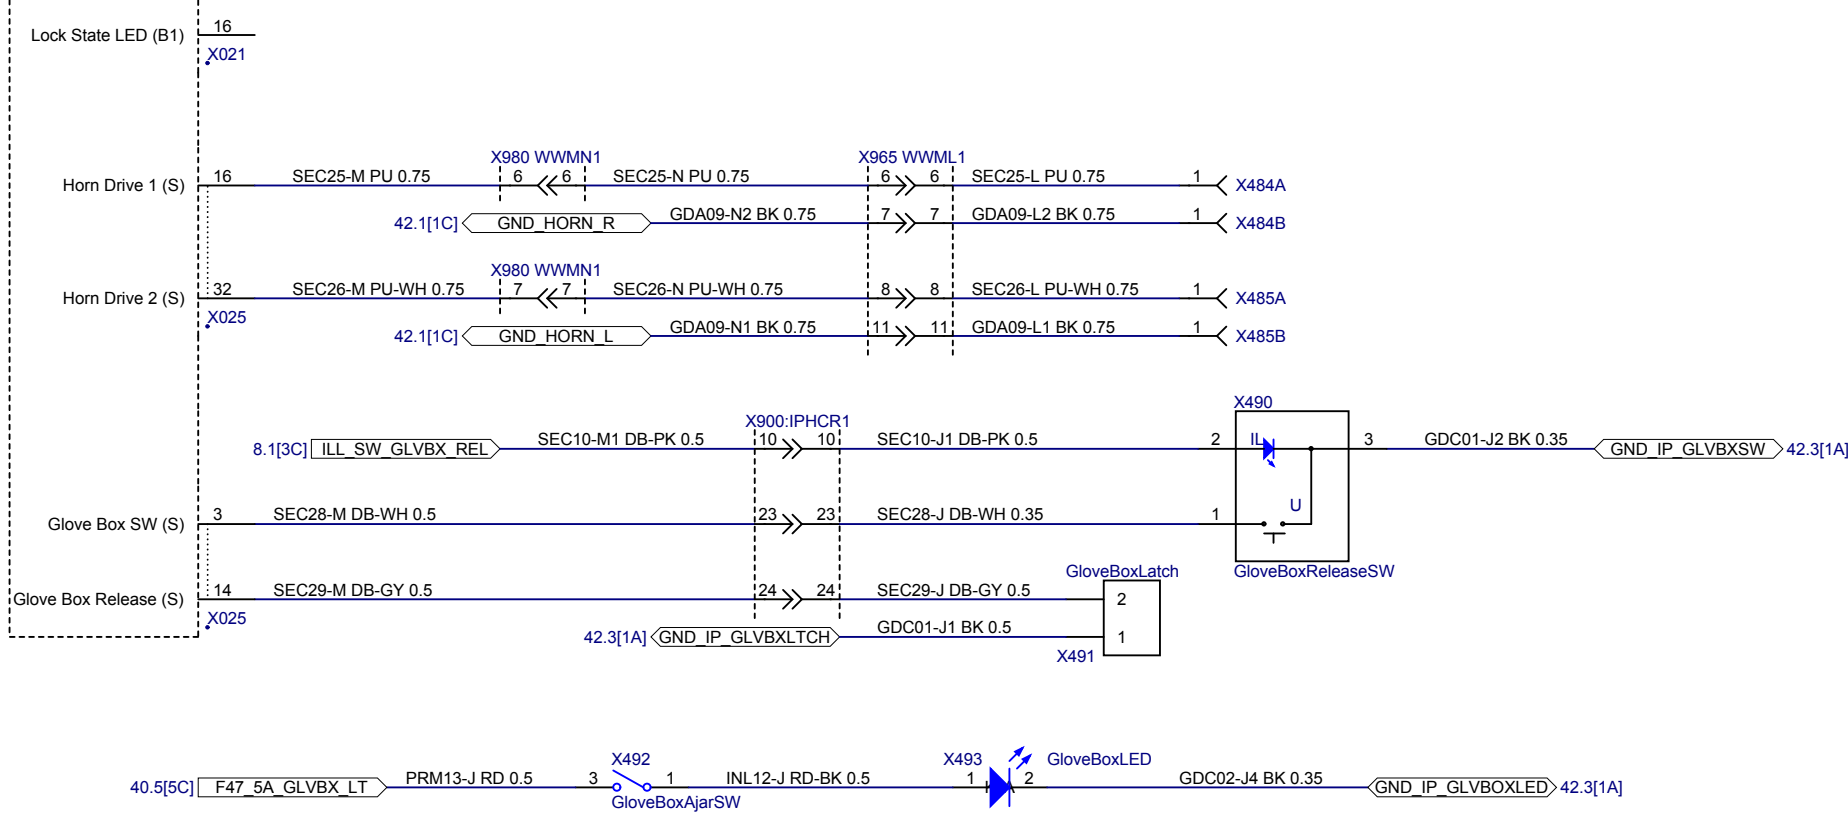 Lock State LED (B1) 16
X021
X980 WWMN1 X965 WWML1
Horn Drive 1 (S) 16 SEC25-M PU 0.75 6 6 SEC25-N PU 0.75 6 6 SEC25-L PU 0.75 1 X484A
42.1[1C] GND_HORN_R GDA09-N2 BK 0.75 7 7 GDA09-L2 BK 0.75 1 X484B
X980 WWMN1
Horn Drive 2 (S) 32 SEC26-M PU-WH 0.75 7 7 SEC26-N PU-WH 0.75 8 8 SEC26-L PU-WH 0.75 1 X485A
X025
42.1[1C] GND_HORN_L GDA09-N1 BK 0.75 11 11 GDA09-L1 BK 0.75 1 X485B
X900:IPHCR1 X490
8.1[3C] ILL_SW_GLVBX_REL SEC10-M1 DB-PK 0.5 10 10 SEC10-J1 DB-PK 0.5 2 IL 3 GDC01-J2 BK 0.35 GND_IP_GLVBXSW 42.3[1A]
U
Glove Box SW (S) 3 SEC28-M DB-WH 0.5 23 23 SEC28-J DB-WH 0.35 1
GloveBoxLatch GloveBoxReleaseSW
Glove Box Release (S) 14 SEC29-M DB-GY 0.5 24 24 SEC29-J DB-GY 0.5 2
X025
42.3[1A] GND_IP_GLVBXLTCH GDC01-J1 BK 0.5 1
X491
X492 X493 GloveBoxLED
40.5[5C] F47_5A_GLVBX_LT PRM13-J RD 0.5 3 1 INL12-J RD-BK 0.5 1 K A 2 GDC02-J4 BK 0.35 GND_IP_GLVBOXLED 42.3[1A]
GloveBoxAjarSW